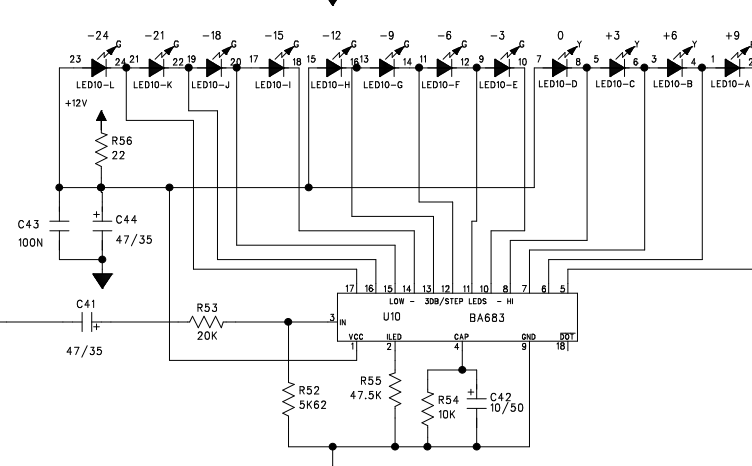 -24 -21 -18 -15 -12 -9 -6 -3 0 +3 +6 +9
G G G G G G G G Y Y Y
23 24 21 22 19 20 17 18 15 16 13 14 11 12 9 10 7 8 5 6 3 4 1 2
LED10-L LED10-K LED10-J LED10-I LED10-H LED10-G LED10-F LED10-E LED10-D LED10-C LED10-B LED10-A
+12V
R56
22
C43
100N
+ C44
47/35
17 16 15 14 13 12 11 10 8 7 6 5
LOW - 3DB/STEP LEDS - HI
C41
+
47/35
R53
20K
3 IN
U10 BA683
VCC ILED CAP GND DOT
1 2 4 9 18
R52
5K62
R55
47.5K
R54
10K
+ C42
10/50